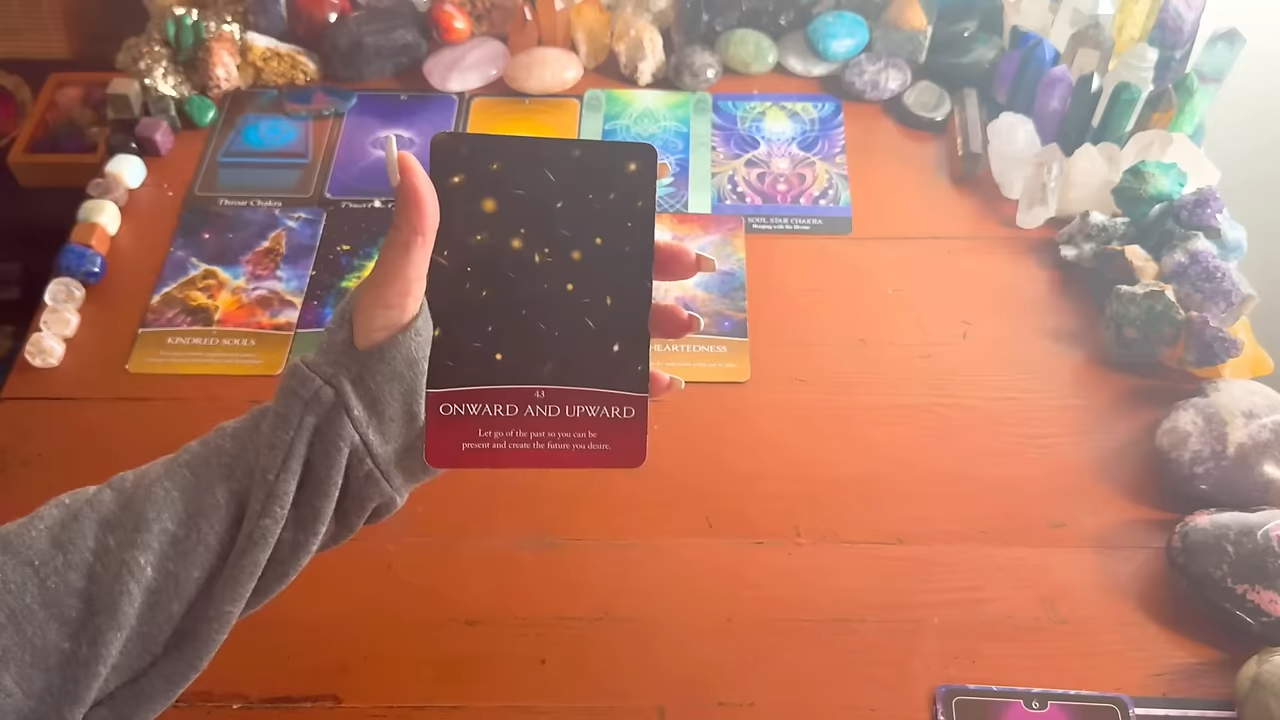 Throat Chakra
SOUL STAR CHAKRA
Merging with the Divine
KINDRED SOULS
HEARTEDNESS
43
ONWARD AND UPWARD
Let go of the past so you can be
present and create the future you desire.
6